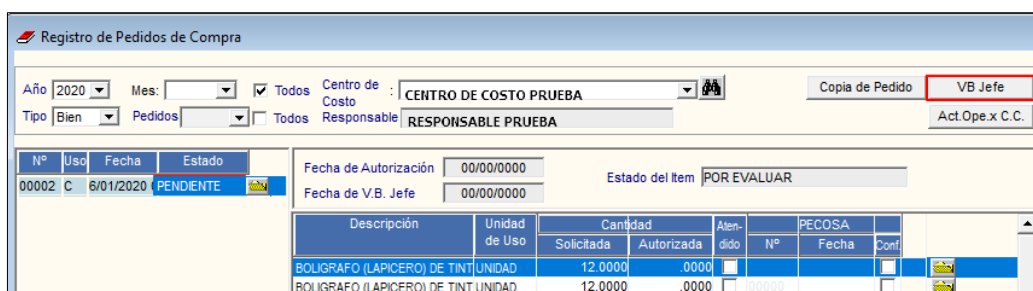 Registro de Pedidos de Compra
Año 2020 Mes: Todos Centro de Costo : CENTRO DE COSTO PRUEBA Copia de Pedido VB Jefe
Tipo Bien Pedidos Todos Responsable RESPONSABLE PRUEBA Act.Ope.x C.C.
Nº Uso Fecha Estado
00002 C 6/01/2020 PENDIENTE
Fecha de Autorización 00/00/0000 Estado del Item POR EVALUAR
Fecha de V.B. Jefe 00/00/0000
Descripción Unidad de Uso Cantidad Aten-dido PECOSA
Solicitada Autorizada Nº Fecha Conf.
BOLIGRAFO (LAPICERO) DE TINT UNIDAD 12.0000 .0000
BOLIGRAFO (LAPICERO) DE TINT UNIDAD 12.0000 .0000 00000